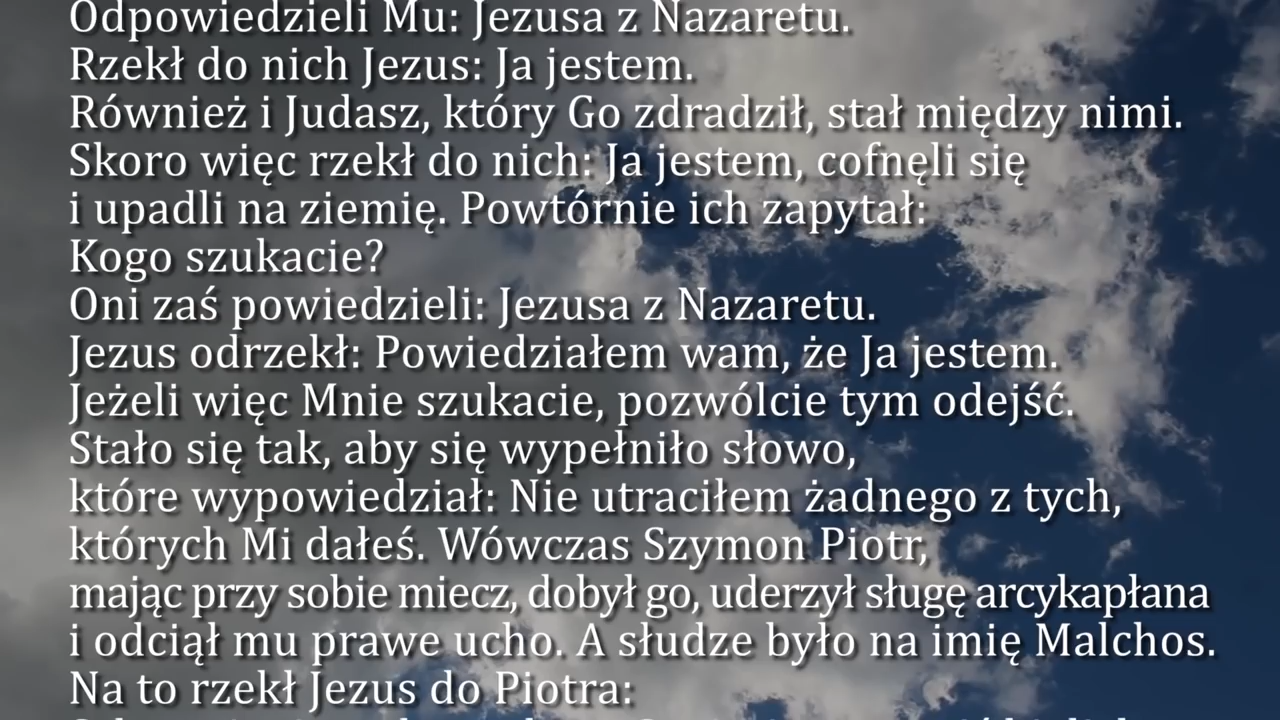 Odpowiedzieli Mu: Jezusa z Nazaretu.
Rzekł do nich Jezus: Ja jestem.
Również i Judasz, który Go zdradził, stał między nimi.
Skoro więc rzekł do nich: Ja jestem, cofnęli się
i upadli na ziemię. Powtórnie ich zapytał:
Kogo szukacie?
Oni zaś powiedzieli: Jezusa z Nazaretu.
Jezus odrzekł: Powiedziałem wam, że Ja jestem.
Jeżeli więc Mnie szukacie, pozwólcie tym odejść.
Stało się tak, aby się wypełniło słowo,
które wypowiedział: Nie utraciłem żadnego z tych,
których Mi dałeś. Wówczas Szymon Piotr,
mając przy sobie miecz, dobył go, uderzył sługę arcykapłana
i odciął mu prawe ucho. A słudze było na imię Malchos.
Na to rzekł Jezus do Piotra: